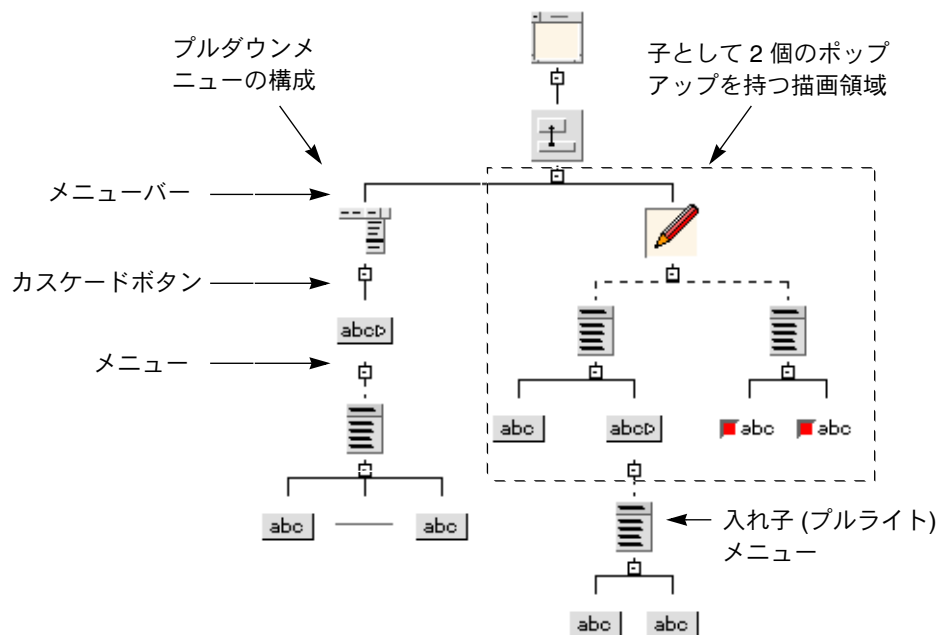 プルダウンメ
ニューの構成
子として 2 個のポップ
アップを持つ描画領域
メニューバー
カスケードボタン
abc
メニュー
abc
abc
abc
abc
abc
abc
入れ子 (プルライト)
メニュー
abc
abc